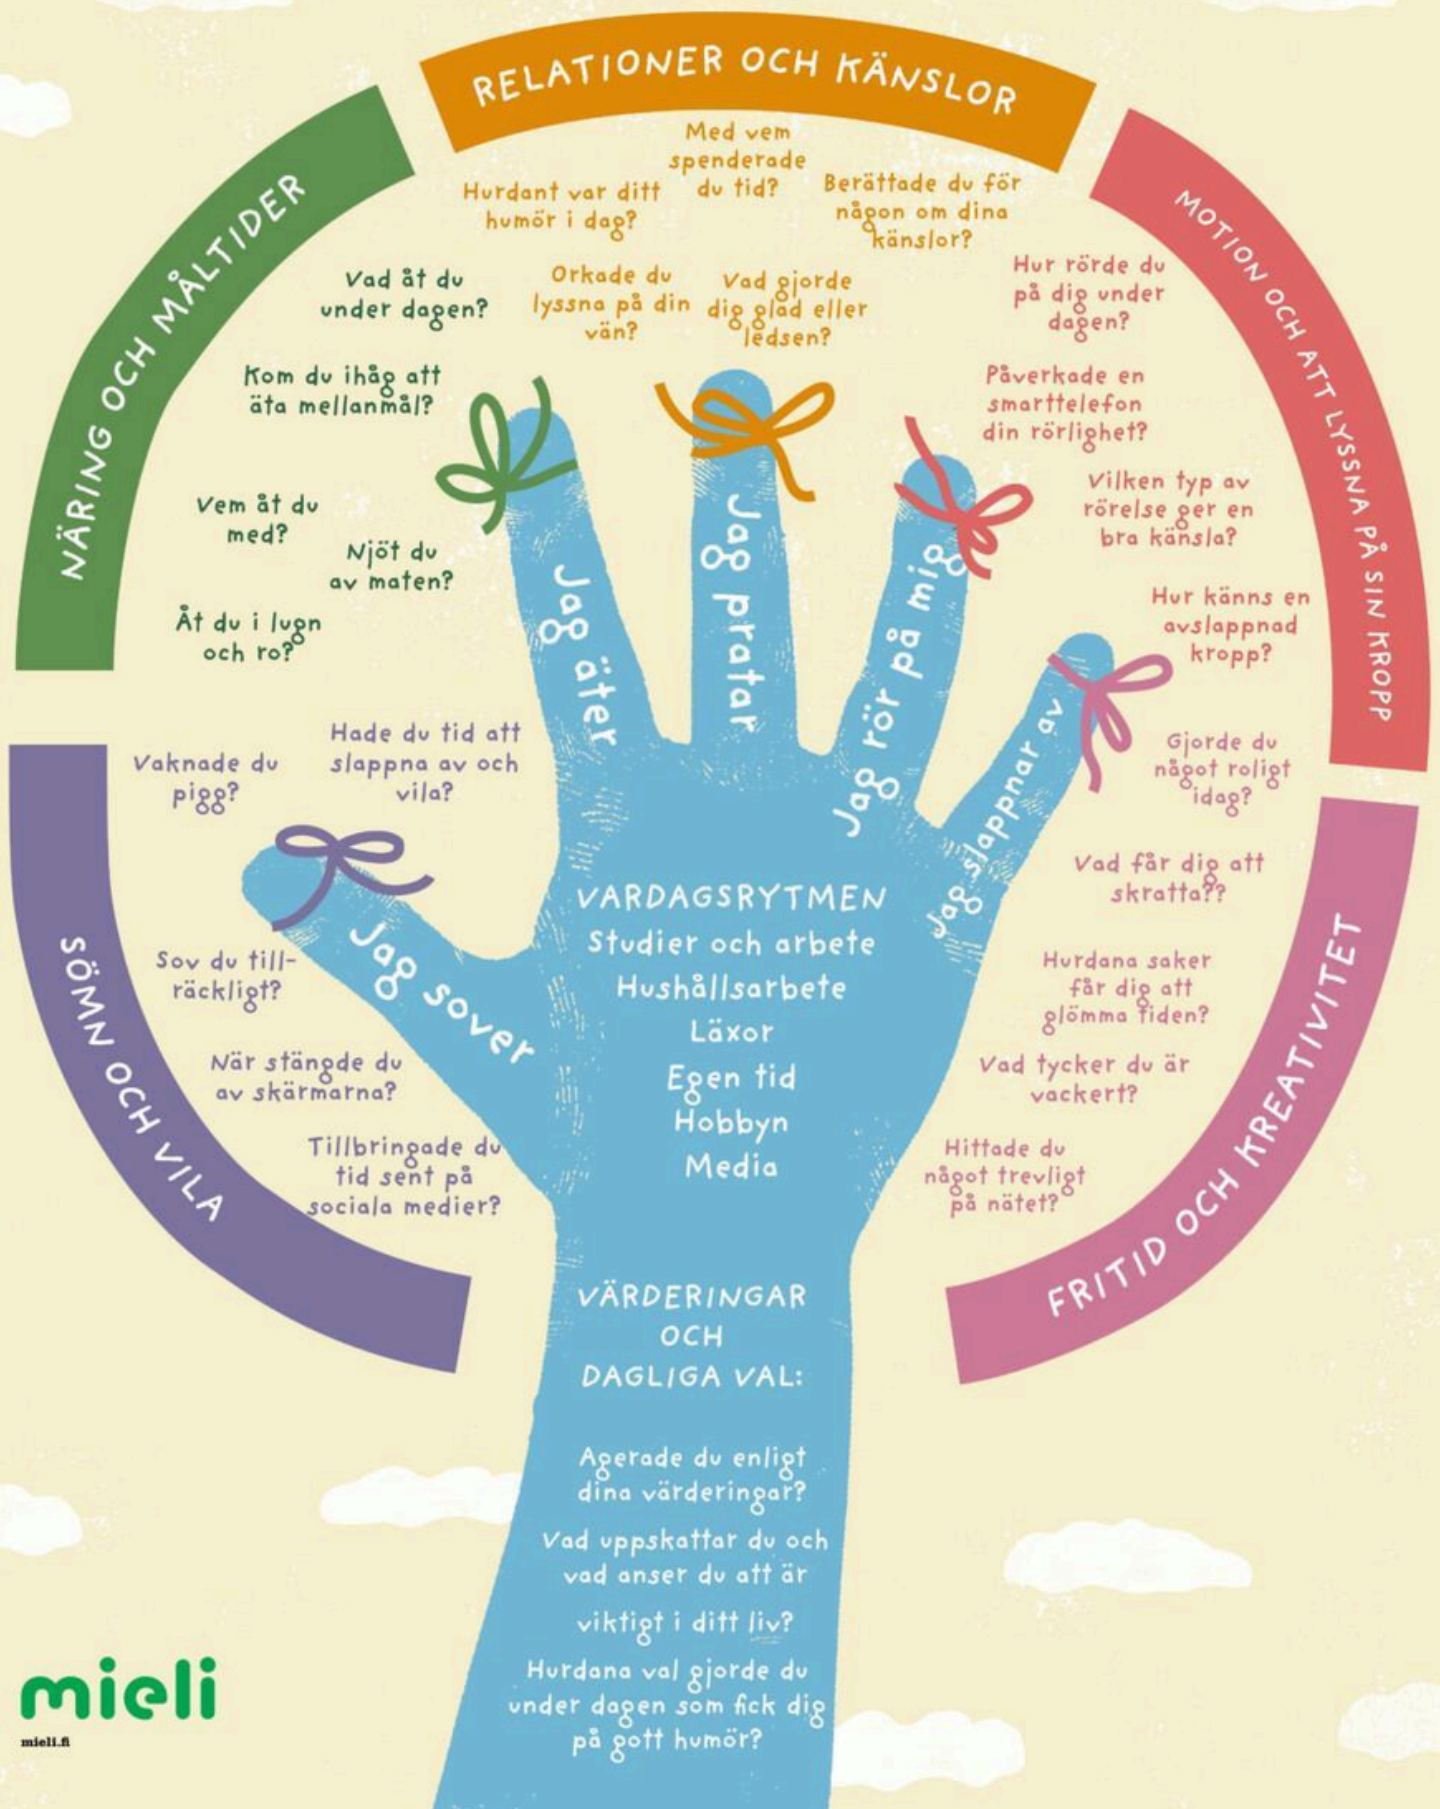 RELATIONER OCH KÄNSLOR
Med vem
spenderade
du tid?
Hurdant var ditt
humör i dag?
Berättade du för
någon om dina
känslor?
Orkade du
lyssna på din
vän?
Vad gjorde
dig glad eller
ledsen?
NÄRING OCH MÅLTIDER
Vad åt du
under dagen?
Kom du ihåg att
äta mellanmål?
Vem åt du
med?
Njöt du
av maten?
Åt du i lugn
och ro?
MOTION OCH ATT LYSSNA PÅ SIN KROPP
Hur rörde du
på dig under
dagen?
Påverkade en
smarttelefon
din rörlighet?
Vilken typ av
rörelse ger en
bra känsla?
Hur känns en
avslappnad
kropp?
Jag äter
Jag pratar
Jag rör på mig
Jag slappnar av
Jag sover
SÖMN OCH VILA
Hade du tid att
slappna av och
vila?
Vaknade du
pigg?
Sov du till-
räckligt?
När stängde du
av skärmarna?
Tillbringade du
tid sent på
sociala medier?
FRITID OCH KREATIVITET
Gjorde du
något roligt
idag?
Vad får dig att
skratta??
Hurdana saker
får dig att
glömma tiden?
Vad tycker du är
vackert?
Hittade du
något trevligt
på nätet?
VARDAGSRYTMEN
Studier och arbete
Hushållsarbete
Läxor
Egen tid
Hobbyn
Media
VÄRDERINGAR
OCH
DAGLIGA VAL:
Agerade du enligt
dina värderingar?
Vad uppskattar du och
vad anser du att är
viktigt i ditt liv?
Hurdana val gjorde du
under dagen som fick dig
på gott humör?
mieli
mieli.fi